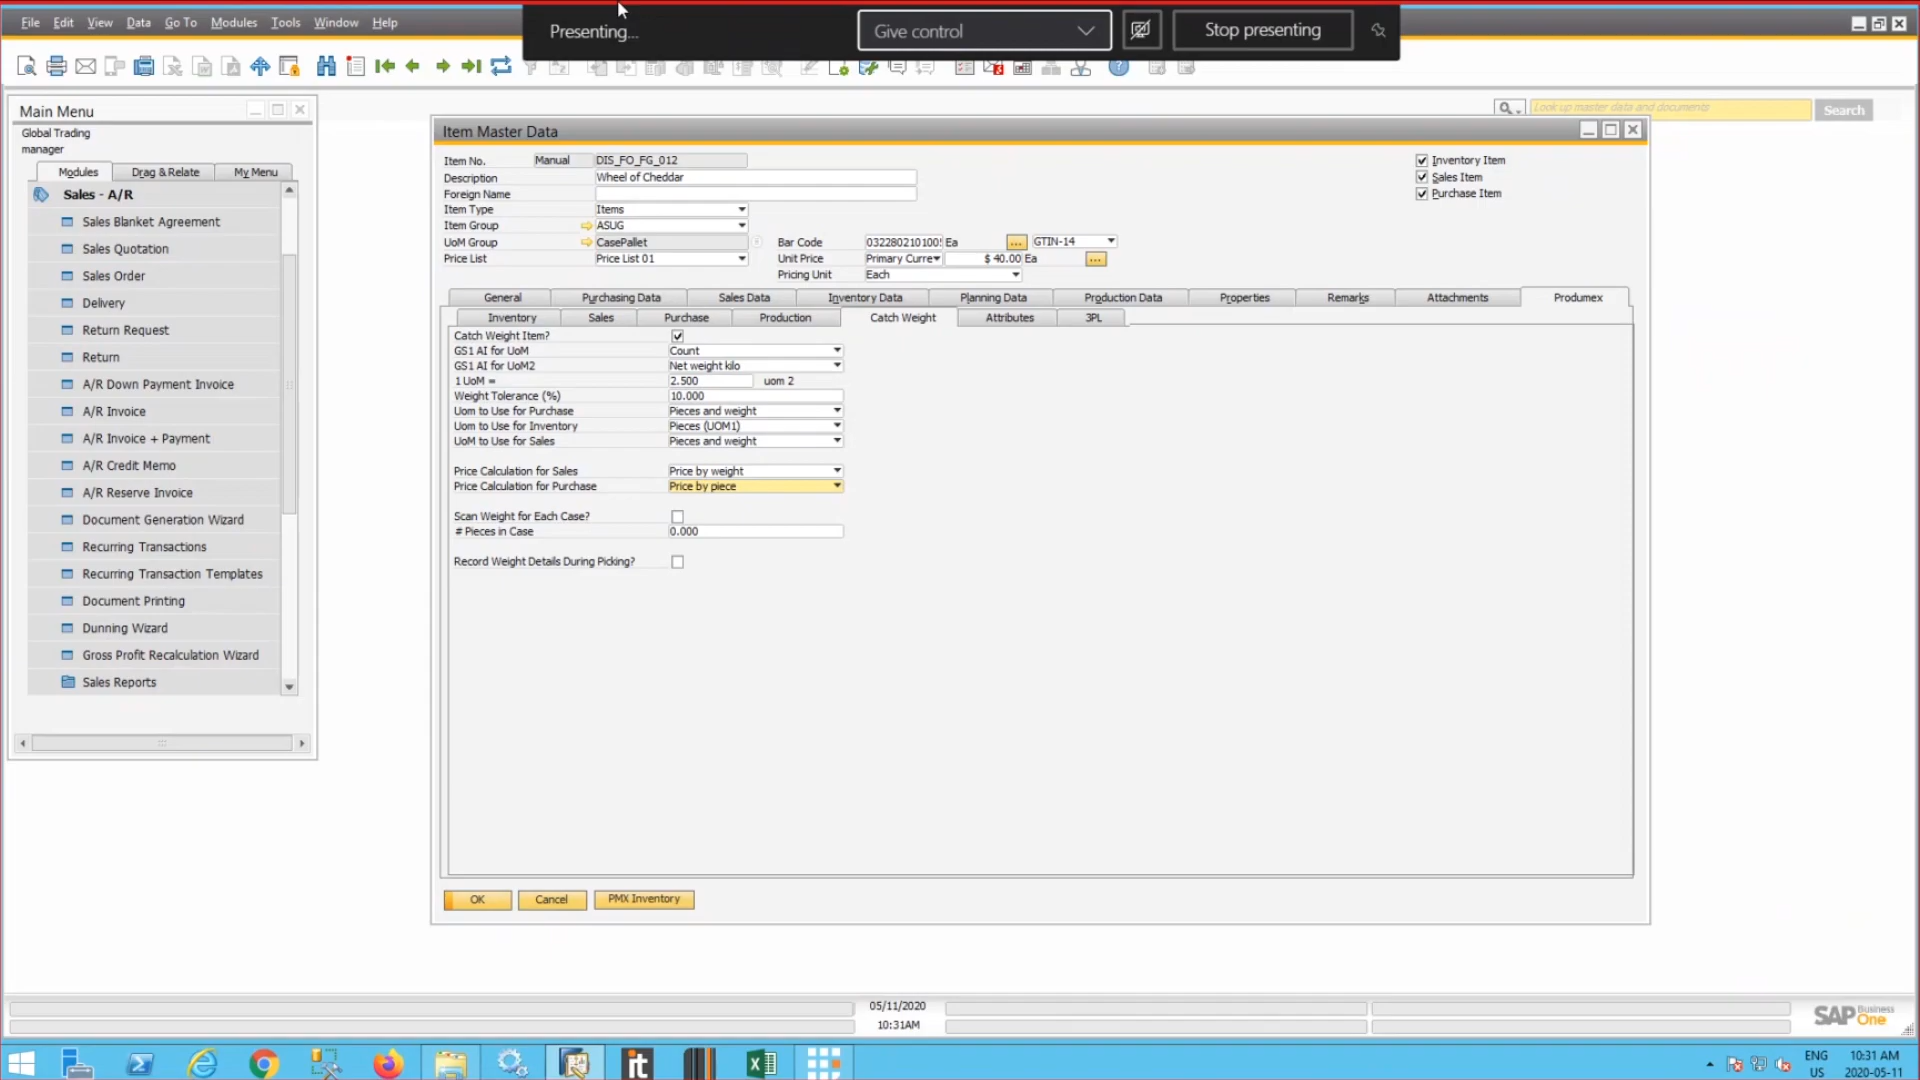 File Edit View Data Go To Modules Tools Window Help
Presenting... Give control Stop presenting
Main Menu
Global Trading
manager
Modules Drag & Relate My Menu
Sales - A/R
Sales Blanket Agreement
Sales Quotation
Sales Order
Delivery
Return Request
Return
A/R Down Payment Invoice
A/R Invoice
A/R Invoice + Payment
A/R Credit Memo
A/R Reserve Invoice
Document Generation Wizard
Recurring Transactions
Recurring Transaction Templates
Document Printing
Dunning Wizard
Gross Profit Recalculation Wizard
Sales Reports
Look up master data and documents Search
Item Master Data
Item No. Manual DIS_FO_FG_012 Inventory Item
Description Wheel of Cheddar Sales Item
Foreign Name Purchase Item
Item Type Items
Item Group ASUG
UoM Group CasePallet Bar Code 0322802101005 Ea ... GTIN-14
Price List Price List 01 Unit Price Primary Curre $ 40.00 Ea ...
Pricing Unit Each
General Purchasing Data Sales Data Inventory Data Planning Data Production Data Properties Remarks Attachments Produmex
Inventory Sales Purchase Production Catch Weight Attributes 3PL
Catch Weight Item?
GS1 AI for UoM Count
GS1 AI for UoM2 Net weight kilo
1 UoM = 2.500 uom 2
Weight Tolerance (%) 10.000
Uom to Use for Purchase Pieces and weight
Uom to Use for Inventory Pieces (UOM1)
UoM to Use for Sales Pieces and weight
Price Calculation for Sales Price by weight
Price Calculation for Purchase Price by piece
Scan Weight for Each Case?
# Pieces in Case 0.000
Record Weight Details During Picking?
OK Cancel PMX Inventory
05/11/2020
10:31AM
SAP Business One
it
ENG
US
10:31 AM
2020-05-11